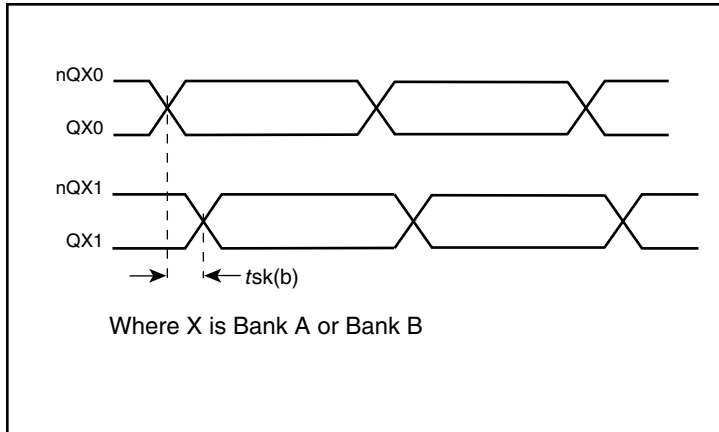 nQX0
QX0
nQX1
QX1
tsk(b)
Where X is Bank A or Bank B